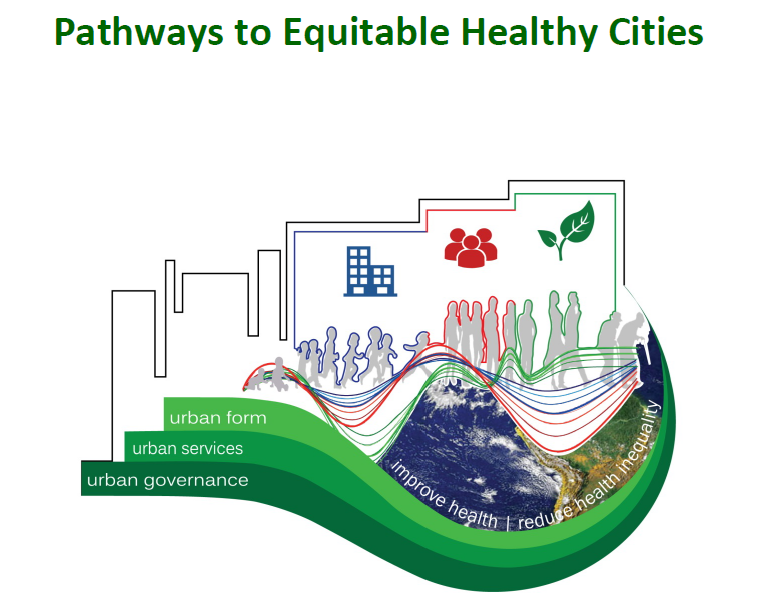 Pathways to Equitable Healthy Cities
urban form
urban services
urban governance
improve health | reduce health inequality